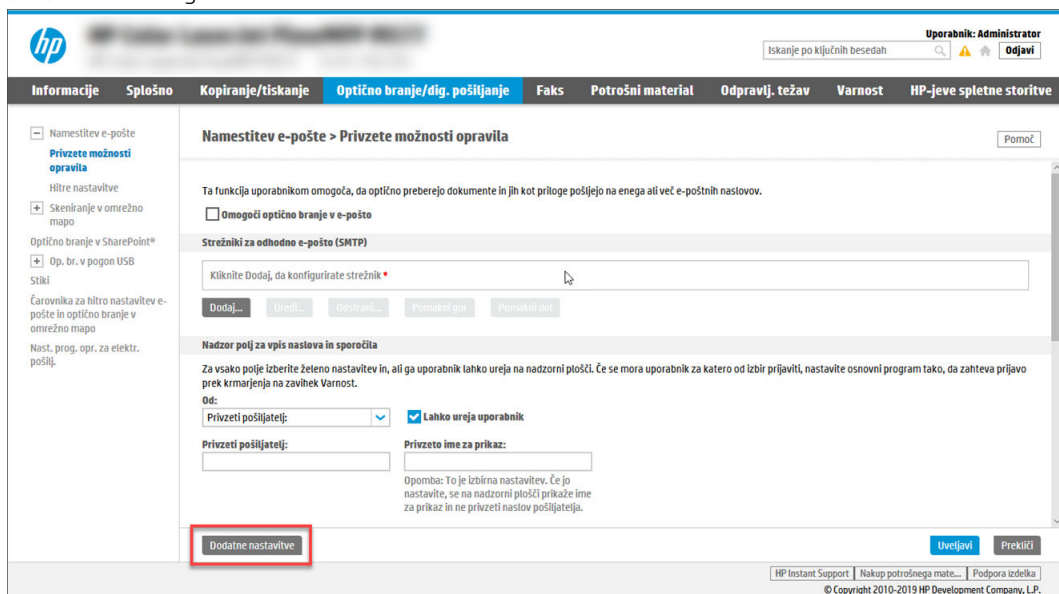 hp
Uporabnik: Administrator
Iskanje po ključnih besedah
Odjavi
Informacije Splošno Kopiranje/tiskanje Optično branje/dig. pošiljanje Faks Potrošni material Odpravlj. težav Varnost HP-jeve spletne storitve
Namestitev e-pošte
Privzete možnosti
opravila
Hitre nastavitve
Skeniranje v omrežno
mapo
Optično branje v SharePoint®
Op. br. v pogon USB
Stiki
Čarovnika za hitro nastavitev e-
pošte in optično branje v
omrežno mapo
Nast. prog. opr. za elektr.
pošilj.
Namestitev e-pošte > Privzete možnosti opravila
Pomoč
Ta funkcija uporabnikom omogoča, da optično preberejo dokumente in jih kot priloge pošljejo na enega ali več e-poštnih naslovov.
Omogoči optično branje v e-pošto
Strežniki za odhodno e-pošto (SMTP)
Kliknite Dodaj, da konfigurirate strežnik *
Dodaj... Uredi... Odstrani... Pomakni gor Pomakni dol
Nadzor polj za vpis naslova in sporočila
Za vsako polje izberite želeno nastavitev in, ali ga uporabnik lahko ureja na nadzorni plošči. Če se mora uporabnik za katero od izbir prijaviti, nastavite osnovni program tako, da zahteva prijavo
prek krmarjenja na zavihek Varnost.
Od:
Privzeti pošiljatelj:
Lahko ureja uporabnik
Privzeti pošiljatelj:
Privzeto ime za prikaz:
Opomba: To je izbirna nastavitev. Če jo
nastavite, se na nadzorni plošči prikaže ime
za prikaz in ne privzeti naslov pošiljatelja.
Dodatne nastavitve
Uveljavi Prekliči
HP Instant Support Nakup potrošnega mate... Podpora izdelka
© Copyright 2010-2019 HP Development Company, L.P.